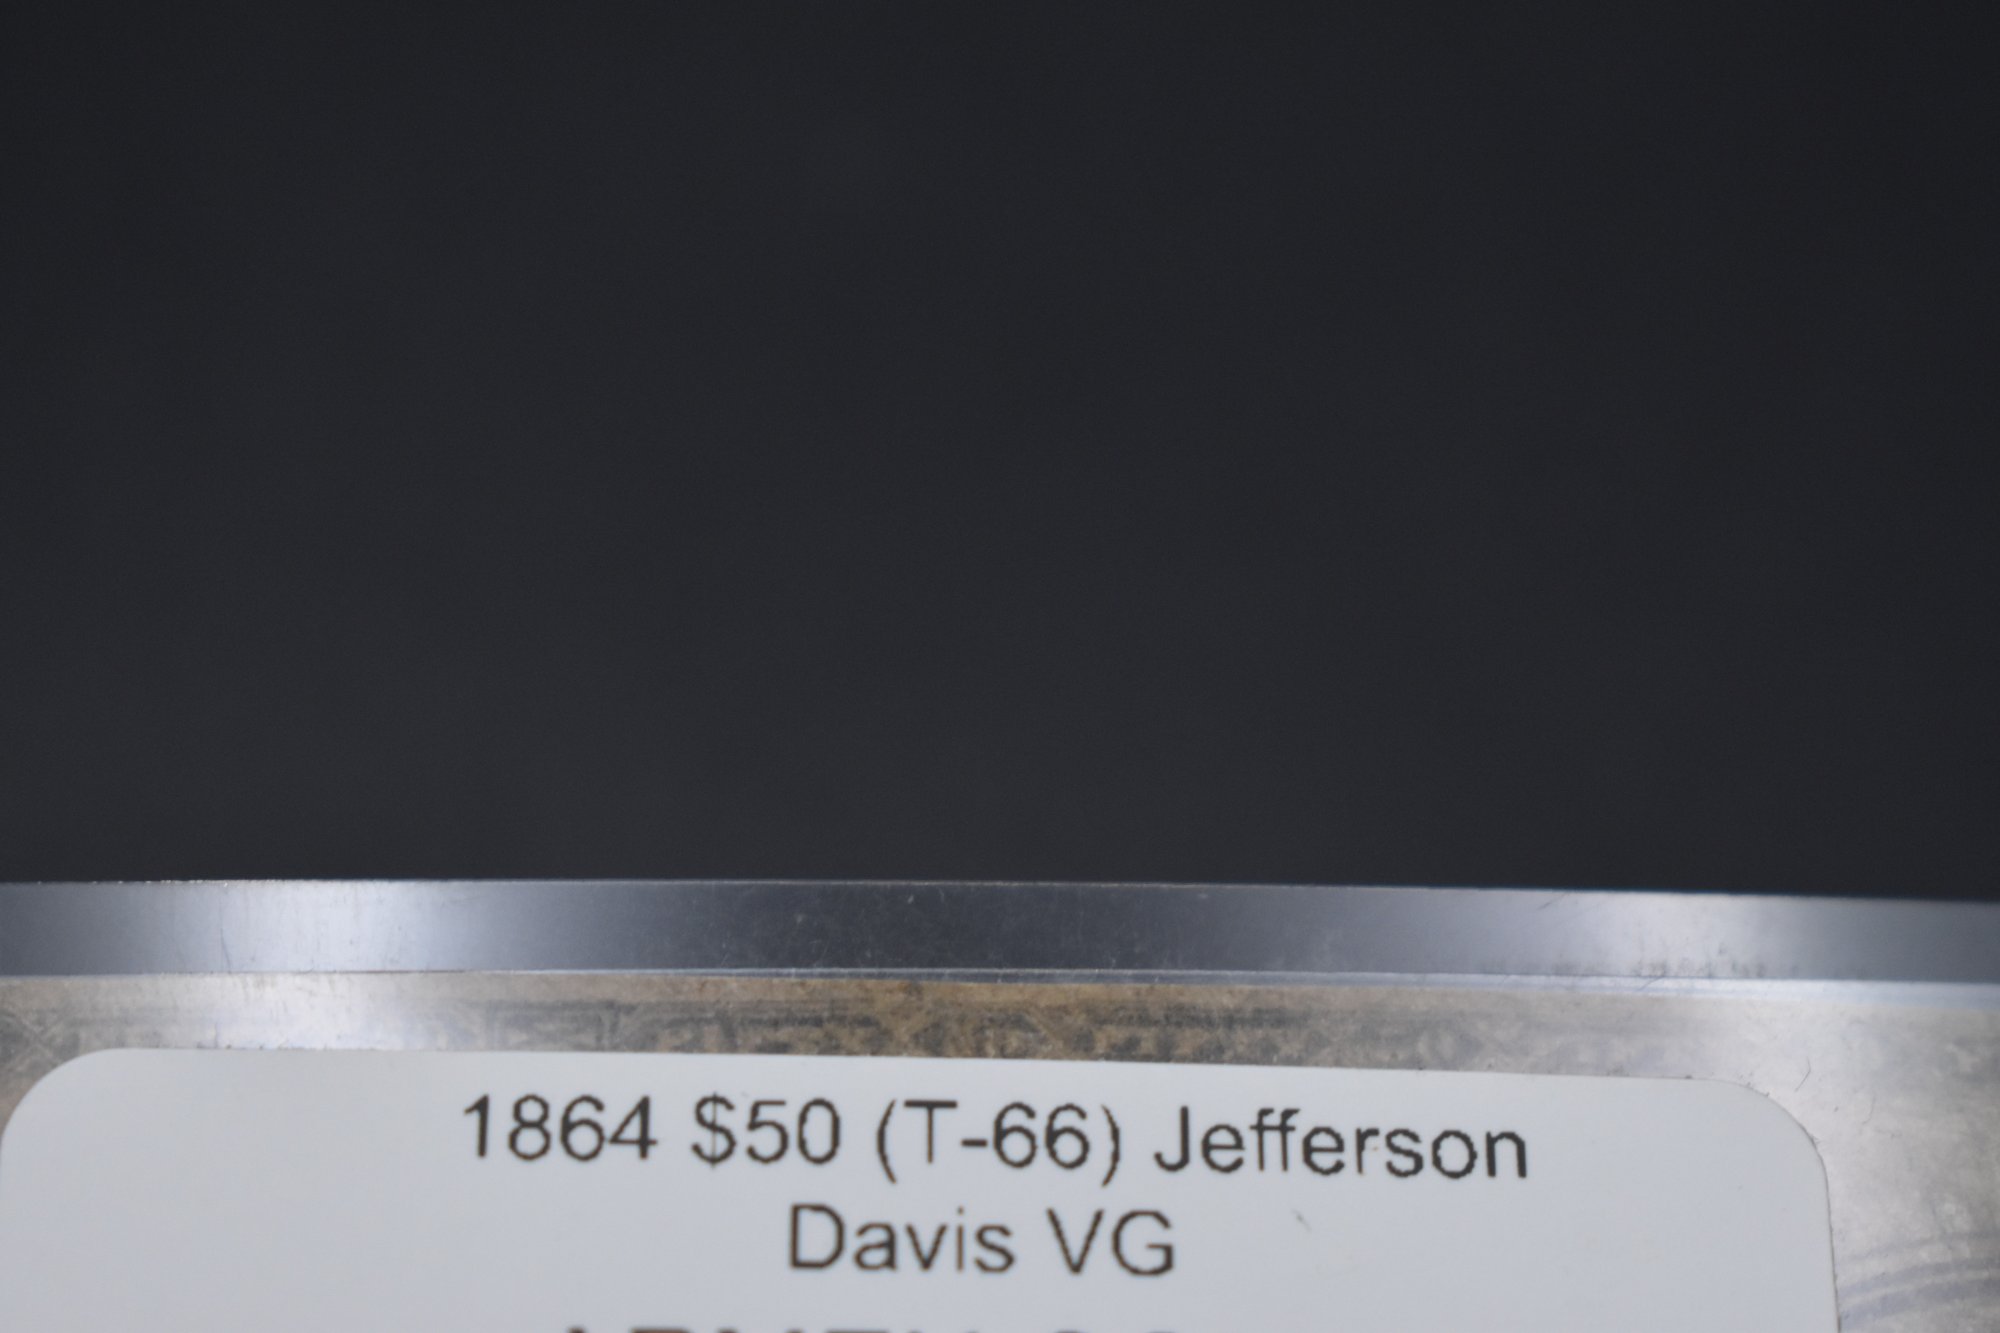 1864 $50 (T-66) Jefferson
Davis VG